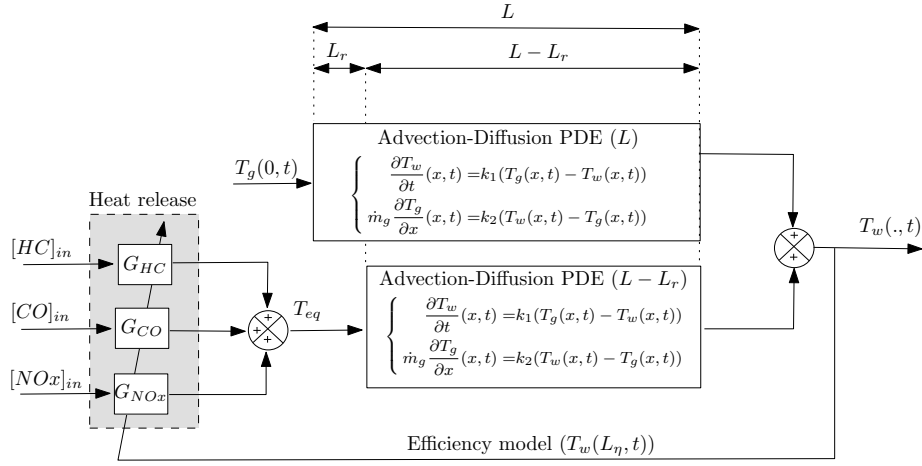 L
L_r
L − L_r
Advection-Diffusion PDE (L)
{ ∂T_w/∂t (x, t) =k_1(T_g(x, t) − T_w(x, t))
ṁ_g ∂T_g/∂x (x, t) =k_2(T_w(x, t) − T_g(x, t))
T_g(0, t)
Heat release
[HC]_in
G_HC
[CO]_in
G_CO
[NOx]_in
G_NOx
+
+
+
T_eq
Advection-Diffusion PDE (L − L_r)
{ ∂T_w/∂t (x, t) =k_1(T_g(x, t) − T_w(x, t))
ṁ_g ∂T_g/∂x (x, t) =k_2(T_w(x, t) − T_g(x, t))
+
+
T_w(., t)
Efficiency model (T_w(L_η, t))